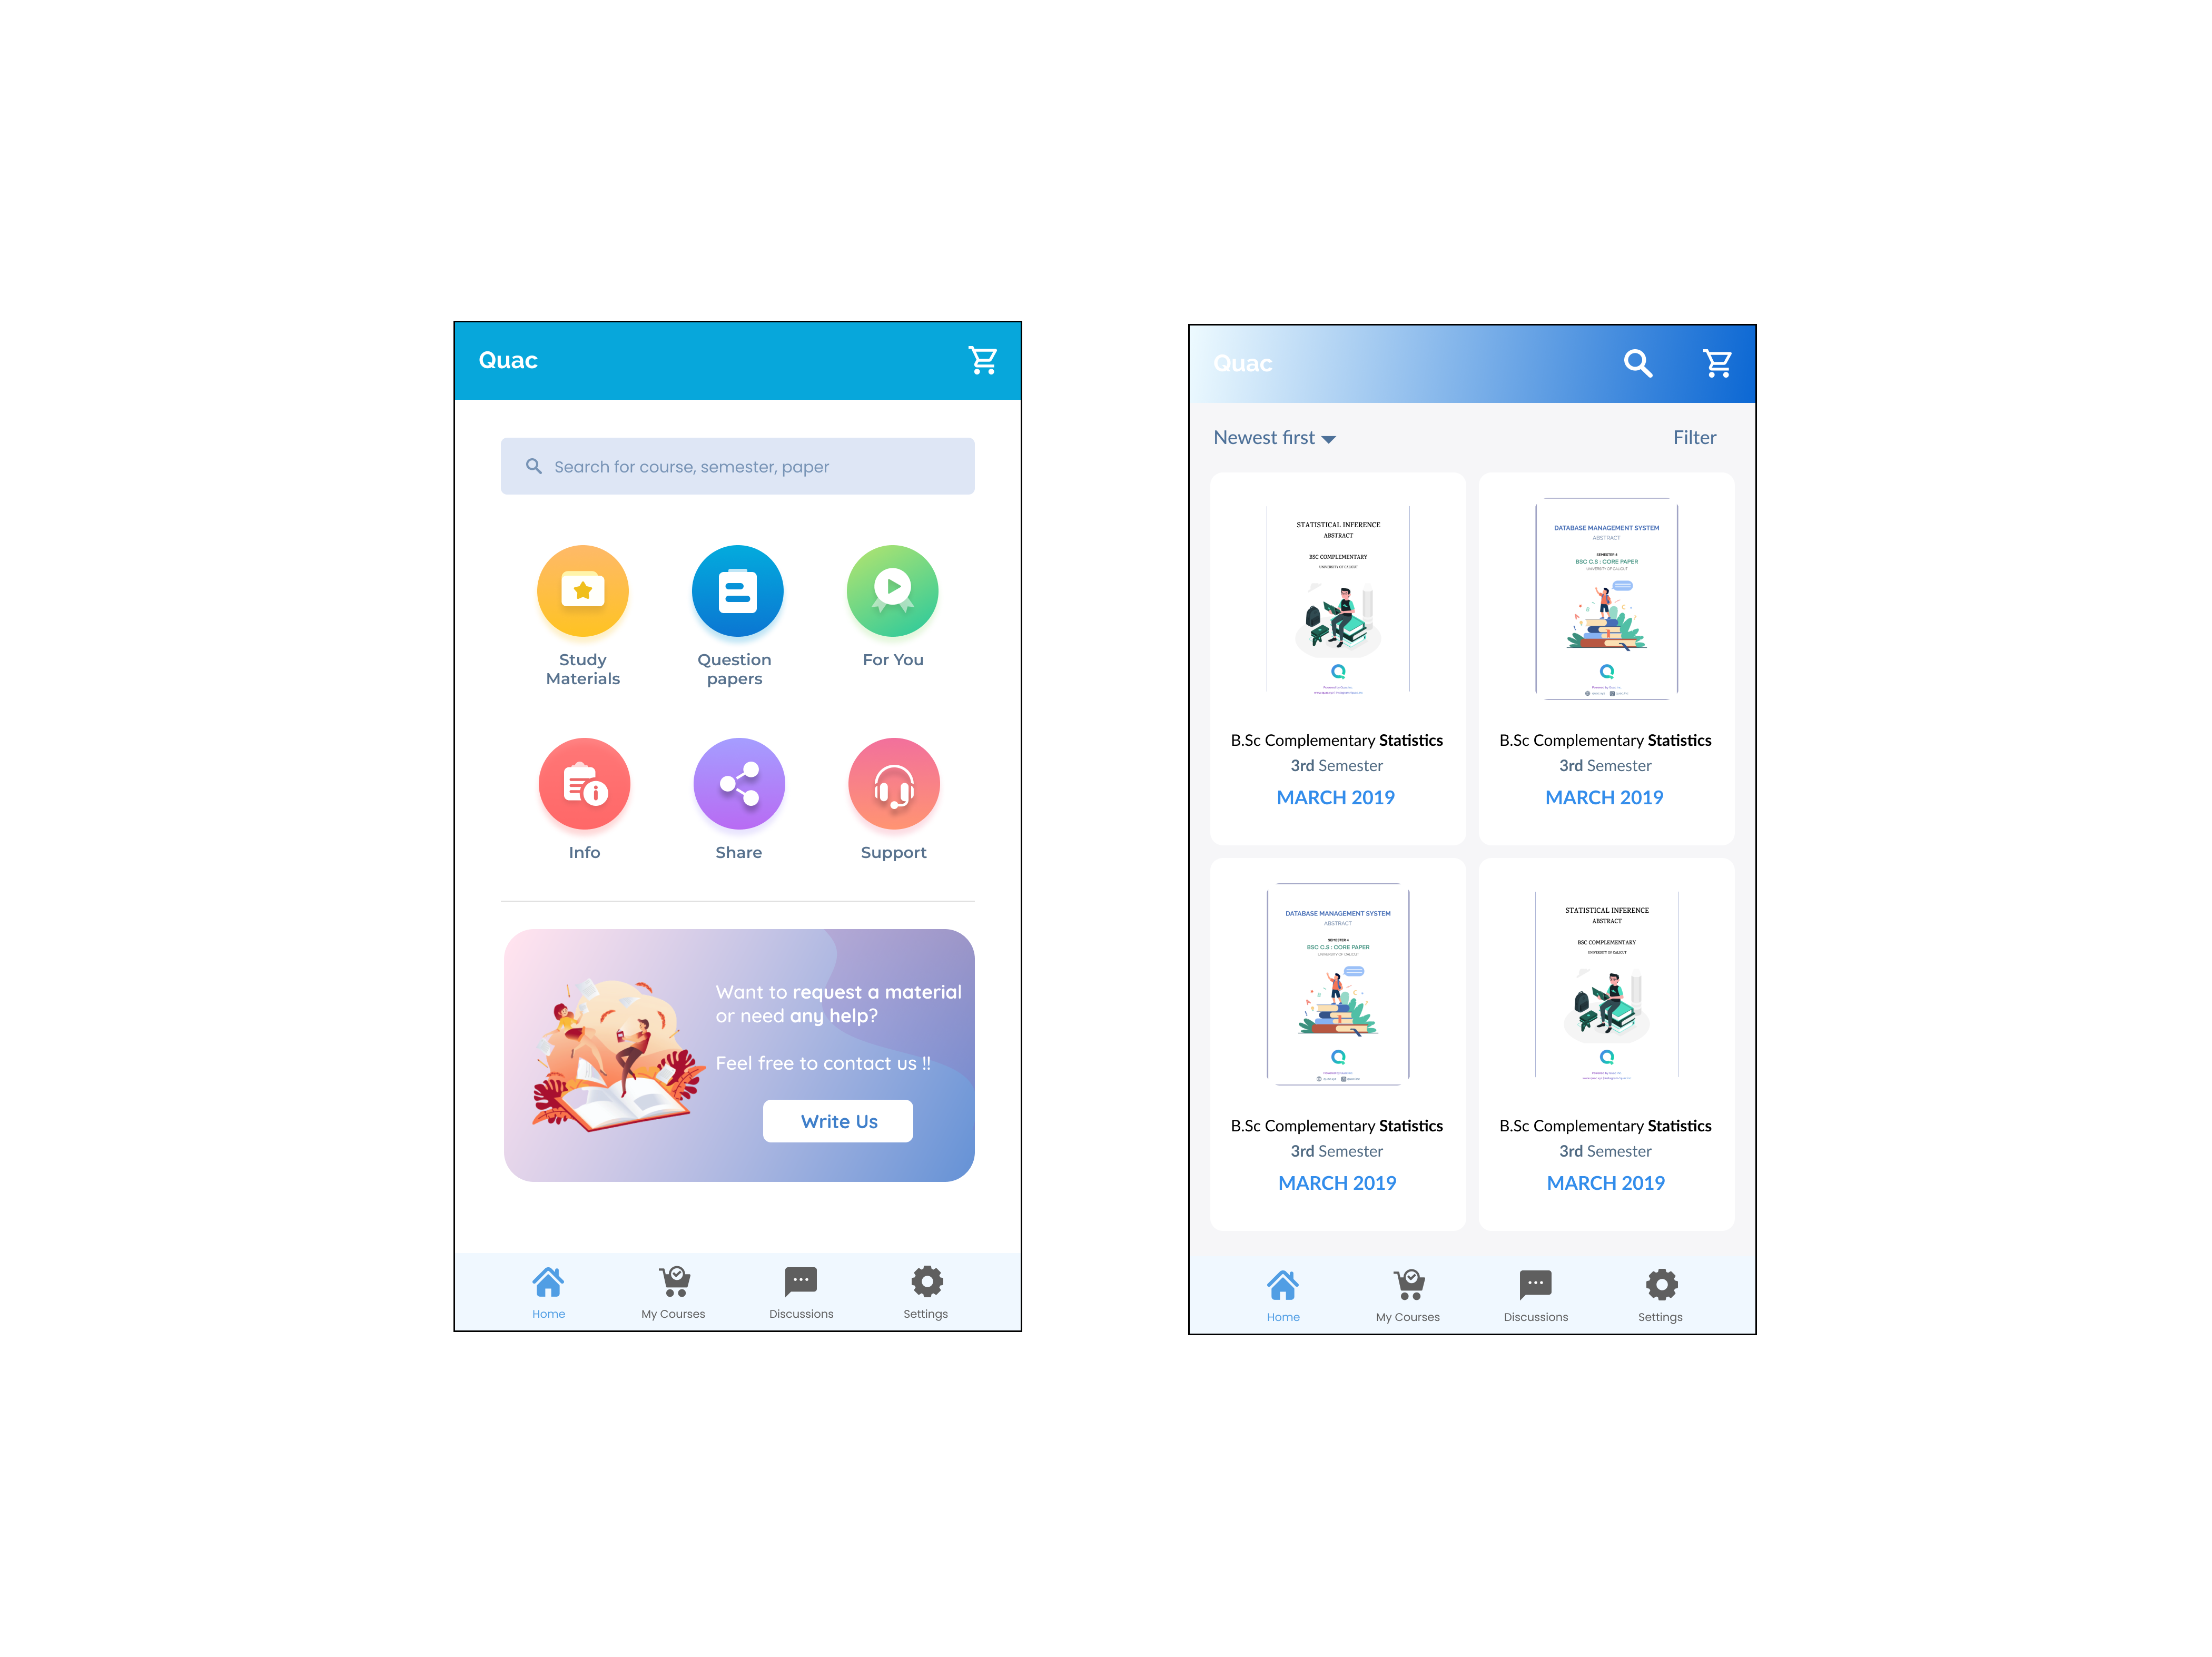 Quac
Search for course, semester, paper
Study
Materials
Question
papers
For You
Info
Share
Support
Want to request a material
or need any help?
Feel free to contact us !!
Write Us
Home
My Courses
Discussions
Settings
Quac
Newest first
Filter
STATISTICAL INFERENCE
ABSTRACT
BSC COMPLEMENTARY
UNIVERSITY OF CALICUT
B.Sc Complementary Statistics
3rd Semester
MARCH 2019
DATABASE MANAGEMENT SYSTEM
ABSTRACT
SEMESTER 6
BSC C.S : CORE PAPER
UNIVERSITY OF CALICUT
B.Sc Complementary Statistics
3rd Semester
MARCH 2019
DATABASE MANAGEMENT SYSTEM
ABSTRACT
SEMESTER 6
BSC C.S : CORE PAPER
UNIVERSITY OF CALICUT
B.Sc Complementary Statistics
3rd Semester
MARCH 2019
STATISTICAL INFERENCE
ABSTRACT
BSC COMPLEMENTARY
UNIVERSITY OF CALICUT
B.Sc Complementary Statistics
3rd Semester
MARCH 2019
Home
My Courses
Discussions
Settings